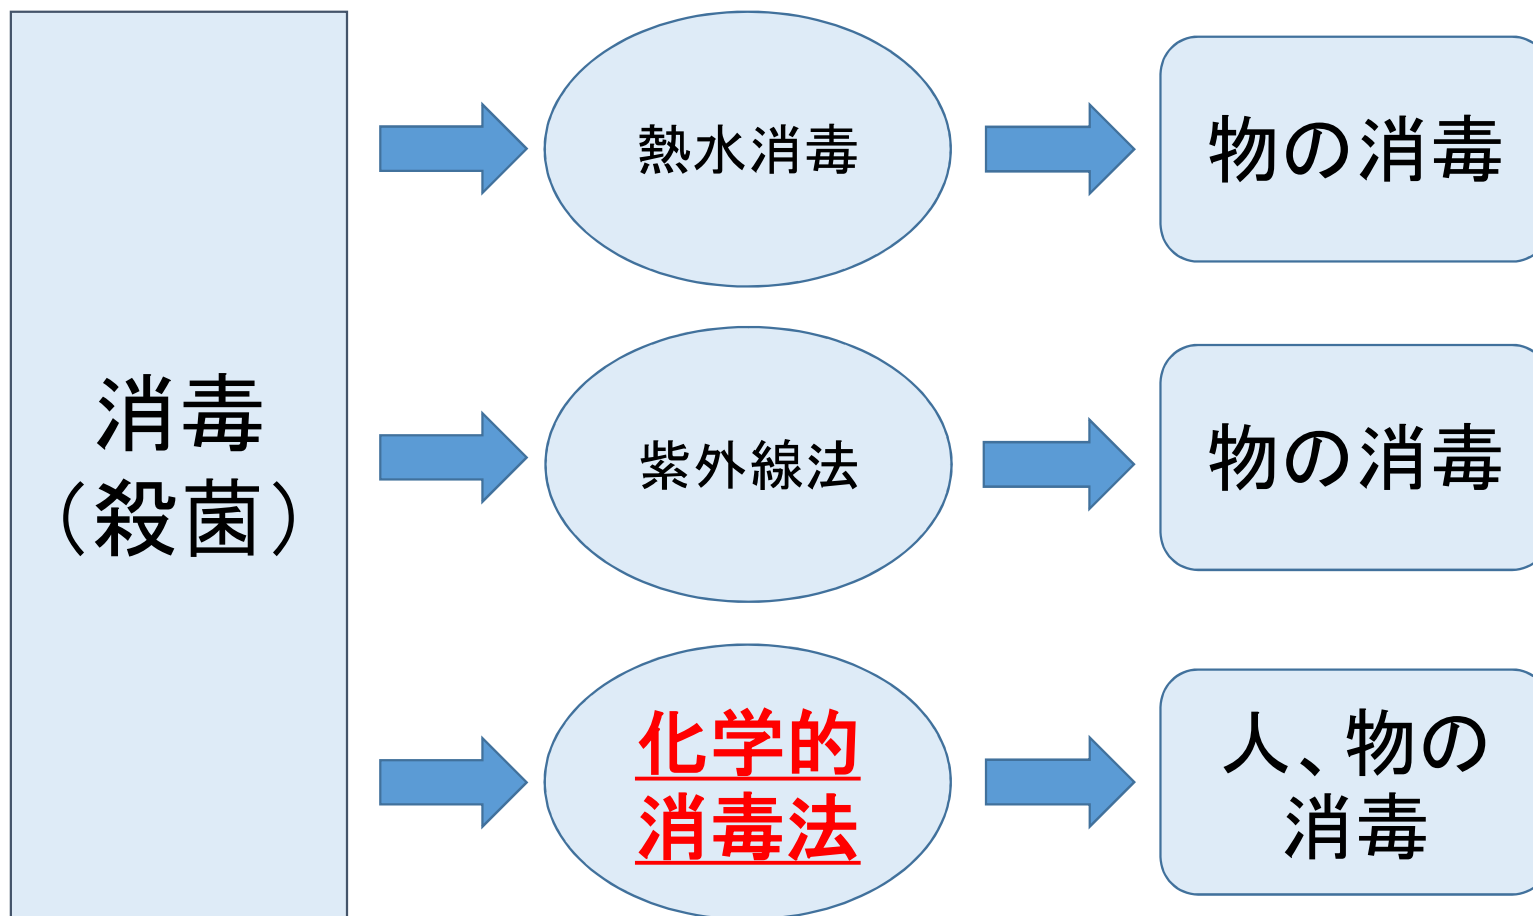 消毒
（殺菌）
熱水消毒
物の消毒
紫外線法
物の消毒
化学的
消毒法
人、物の
消毒